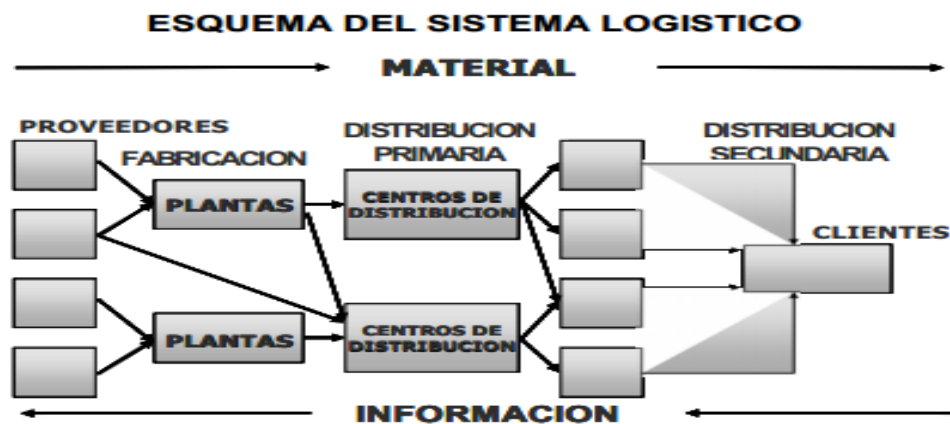 ESQUEMA DEL SISTEMA LOGISTICO
MATERIAL
PROVEEDORES
FABRICACION
DISTRIBUCION
PRIMARIA
DISTRIBUCION
SECUNDARIA
PLANTAS
CENTROS DE
DISTRIBUCION
CLIENTES
PLANTAS
CENTROS DE
DISTRIBUCION
INFORMACION